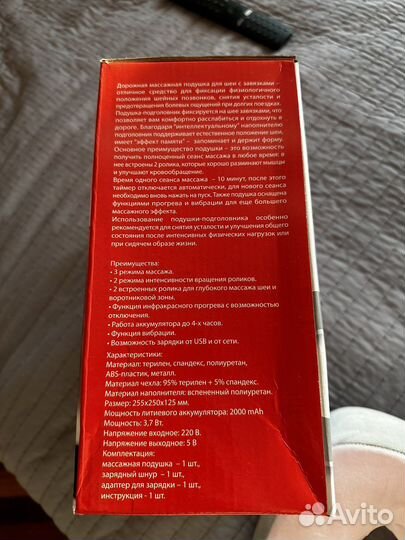 Дорожная массажная подушка для шеи с завязками –
отличное средство для фиксации физиологичного
положения шейных позвонков, снятия усталости и
предотвращения болевых ощущений при долгих поездках.
Подушка-подголовник фиксируется на шее завязками, что
позволяет вам комфортно расслабиться и отдохнуть в
дороге. Благодаря "интеллектуальному" наполнителю
подголовник поддерживает естественное положение шеи,
имеет "эффект памяти" – запоминает и держит форму.
Основное преимущество подушки – это возможность
получить полноценный сеанс массажа в любое время: в
нее встроены 2 ролика, которые хорошо разминают мышцы
и улучшают кровообращение.
Время одного сеанса массажа – 10 минут, после этого
таймер отключается автоматически, для нового сеанса
необходимо вновь нажать на пуск. Также подушка оснащена
функциями прогрева и вибрации для еще большего
массажного эффекта.
Использование подушки-подголовника особенно
рекомендуется для снятия усталости и улучшения общего
состояния после интенсивных физических нагрузок или
при сидячем образе жизни.
Преимущества:
• 3 режима массажа.
• 2 режима интенсивности вращения роликов.
• 2 встроенных ролика для глубокого массажа шеи и
воротниковой зоны.
• Функция инфракрасного прогрева с возможностью
отключения.
• Работа аккумулятора до 4-х часов.
• Функция вибрации.
• Возможность зарядки от USB и от сети.
Характеристики:
Материал: терилен, спандекс, полиуретан,
ABS-пластик, металл.
Материал чехла: 95% терилен + 5% спандекс.
Материал наполнителя: вспененный полиуретан.
Размер: 255x250x125 мм.
Мощность литиевого аккумулятора: 2000 mAh
Мощность: 3,7 Вт.
Напряжение входное: 220 В.
Напряжение выходное: 5 В
Комплектация:
массажная подушка – 1 шт.,
зарядный шнур – 1 шт.,
адаптер для зарядки – 1 шт.,
инструкция - 1 шт.
Avito